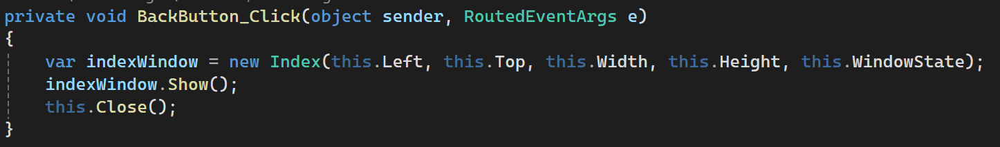 private void BackButton_Click(object sender, RoutedEventArgs e)
{
    var indexWindow = new Index(this.Left, this.Top, this.Width, this.Height, this.WindowState);
    indexWindow.Show();
    this.Close();
}